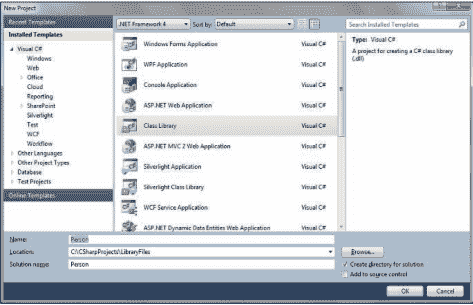 New Project
Recent Templates
Installed Templates
Visual C#
Windows
Web
Office
Cloud
Reporting
SharePoint
Silverlight
Test
WCF
Workflow
Other Languages
Other Project Types
Database
Test Projects
Online Templates
.NET Framework 4
Sort by: Default
Windows Forms Application Visual C#
WPF Application Visual C#
Console Application Visual C#
ASP.NET Web Application Visual C#
Class Library Visual C#
ASP.NET MVC 2 Web Application Visual C#
Silverlight Application Visual C#
Silverlight Class Library Visual C#
WCF Service Application Visual C#
ASP.NET Dynamic Data Entities Web Application Visual C#
Search Installed Templates
Type: Visual C#
A project for creating a C# class library (.dll)
Name: Person
Location: C:\CSharpProjects\LibraryFiles
Browse...
Solution name: Person
Create directory for solution
Add to source control
OK Cancel